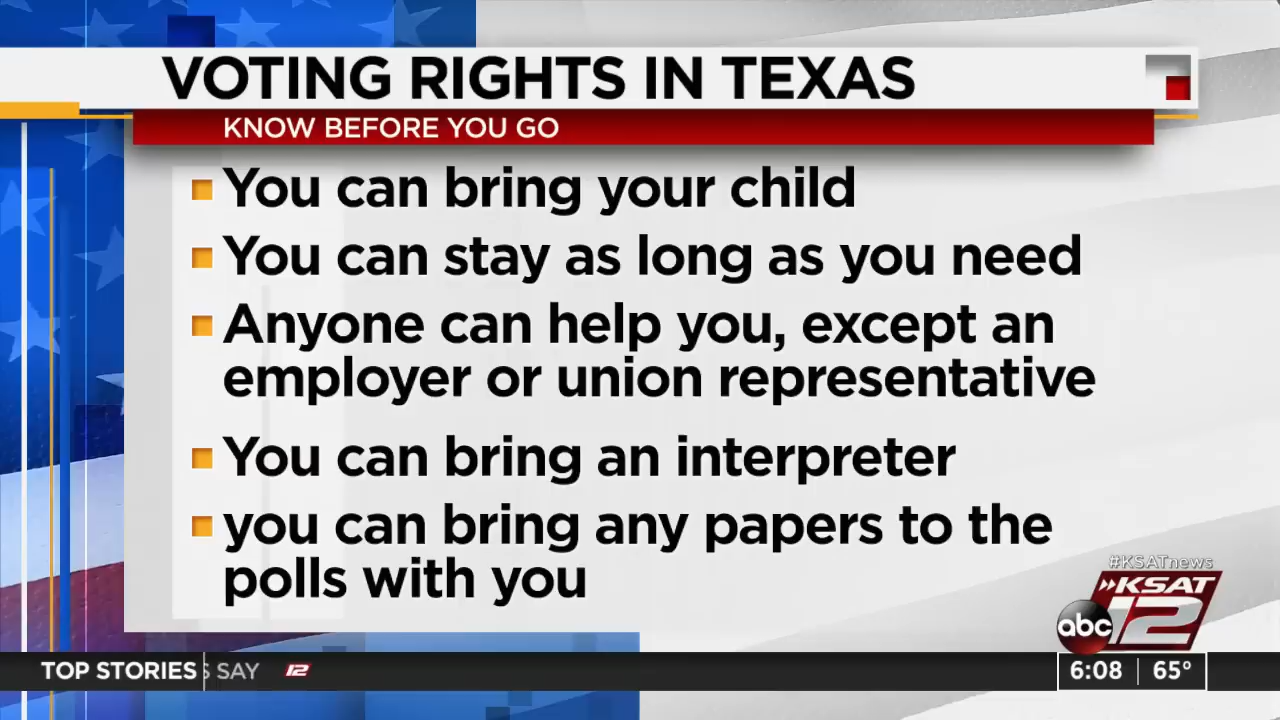 VOTING RIGHTS IN TEXAS
KNOW BEFORE YOU GO
You can bring your child
You can stay as long as you need
Anyone can help you, except an
employer or union representative
You can bring an interpreter
you can bring any papers to the
polls with you
#KSATnews
KSAT
abc 12
TOP STORIES SAY 12 6:08 65°